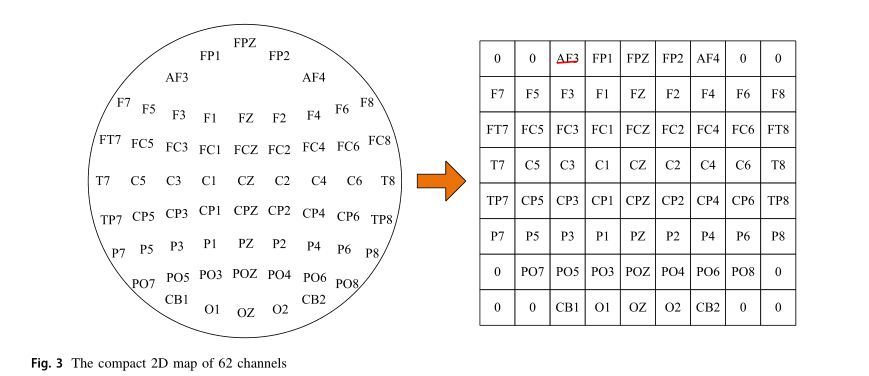 FPZ
FP1 FP2
AF3 AF4
F7 F5 F3 F1 FZ F2 F4 F6 F8
FT7 FC5 FC3 FC1 FCZ FC2 FC4 FC6 FC8
T7 C5 C3 C1 CZ C2 C4 C6 T8
TP7 CP5 CP3 CP1 CPZ CP2 CP4 CP6 TP8
P7 P5 P3 P1 PZ P2 P4 P6 P8
PO7 PO5 PO3 POZ PO4 PO6 PO8
CB1 O1 OZ O2 CB2
0 0 AF3 FP1 FPZ FP2 AF4 0 0
F7 F5 F3 F1 FZ F2 F4 F6 F8
FT7 FC5 FC3 FC1 FCZ FC2 FC4 FC6 FT8
T7 C5 C3 C1 CZ C2 C4 C6 T8
TP7 CP5 CP3 CP1 CPZ CP2 CP4 CP6 TP8
P7 P5 P3 P1 PZ P2 P4 P6 P8
0 PO7 PO5 PO3 POZ PO4 PO6 PO8 0
0 0 CB1 O1 OZ O2 CB2 0 0
Fig. 3 The compact 2D map of 62 channels